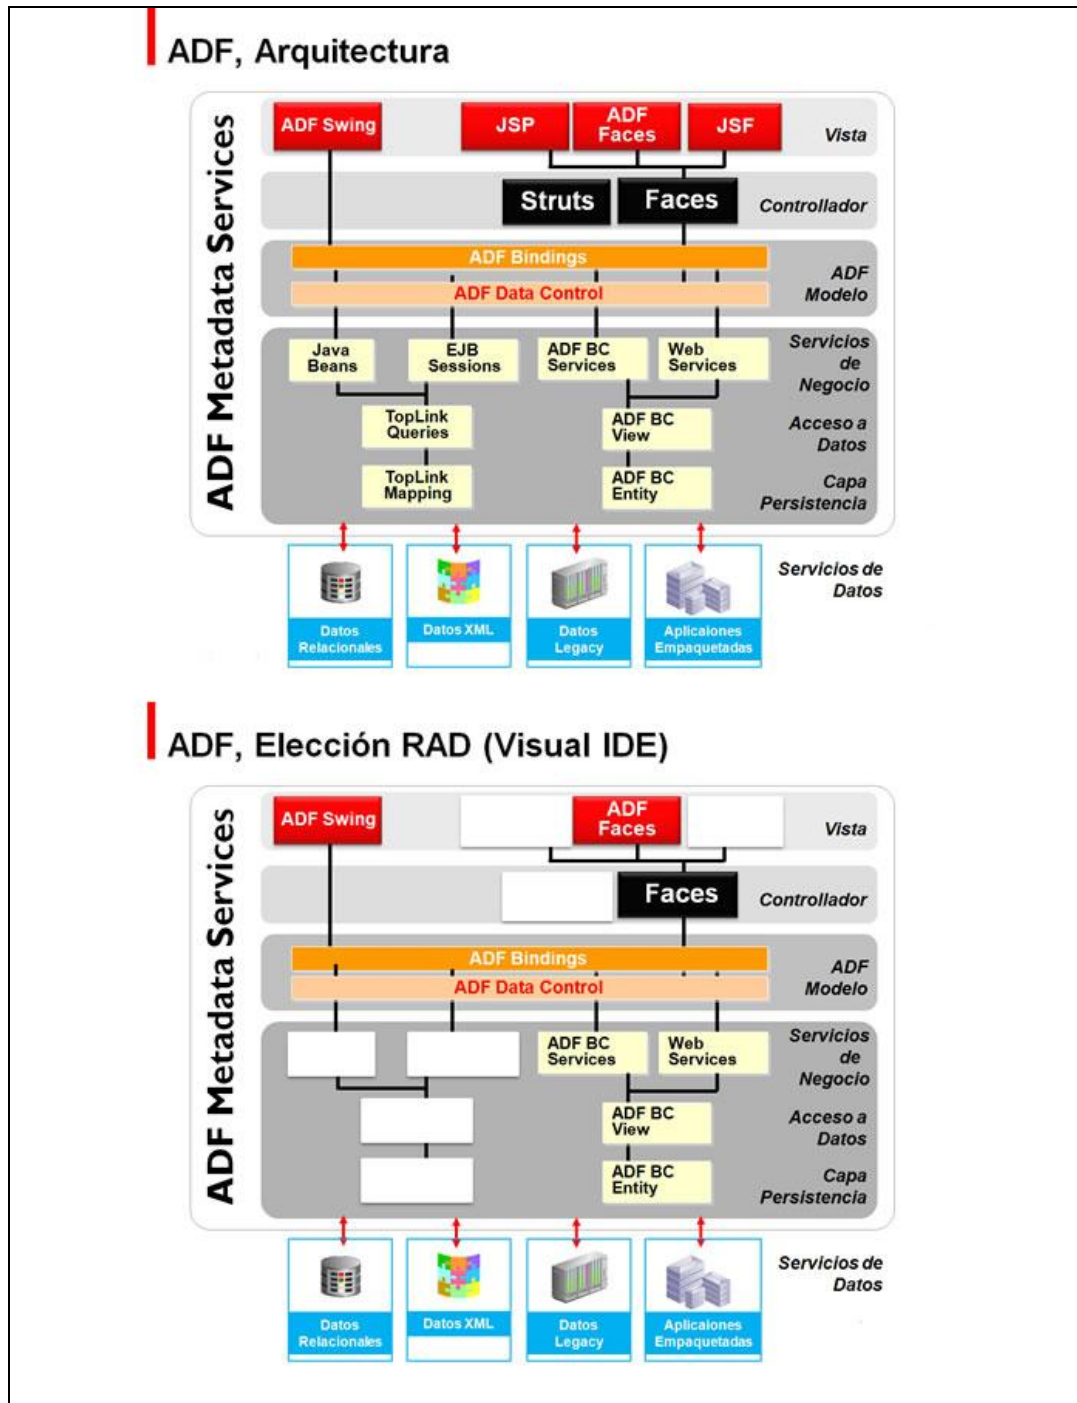 ADF, Arquitectura
ADF Metadata Services
ADF Swing
JSP
ADF
Faces
JSF
Vista
Struts
Faces
Controllador
ADF Bindings
ADF Data Control
ADF
Modelo
Java
Beans
EJB
Sessions
ADF BC
Services
Web
Services
Servicios
de
Negocio
TopLink
Queries
ADF BC
View
Acceso a
Datos
TopLink
Mapping
ADF BC
Entity
Capa
Persistencia
Datos
Relacionales
Datos XML
Datos
Legacy
Aplicaiones
Empaquetadas
Servicios de
Datos
ADF, Elección RAD (Visual IDE)
ADF Metadata Services
ADF Swing
ADF
Faces
Vista
Faces
Controllador
ADF Bindings
ADF Data Control
ADF
Modelo
ADF BC
Services
Web
Services
Servicios
de
Negocio
ADF BC
View
Acceso a
Datos
ADF BC
Entity
Capa
Persistencia
Datos
Relacionales
Datos XML
Datos
Legacy
Aplicaiones
Empaquetadas
Servicios de
Datos